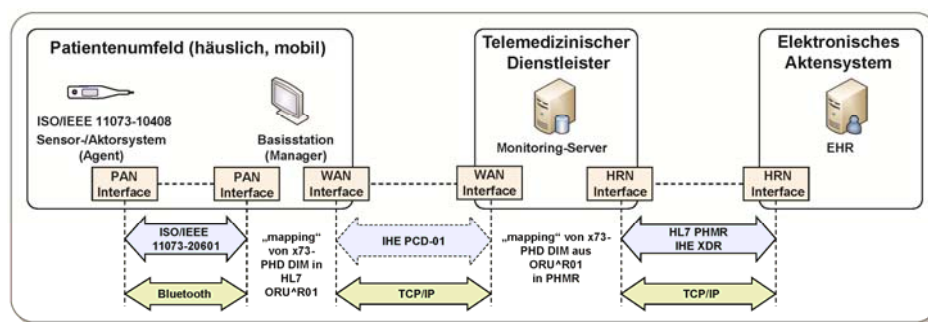 Patientenumfeld (häuslich, mobil)
ISO/IEEE 11073-10408
Sensor-/Aktorsystem
(Agent)
Basisstation
(Manager)
Telemedizinischer
Dienstleister
Monitoring-Server
Elektronisches
Aktensystem
EHR
PAN
Interface
PAN
Interface
WAN
Interface
WAN
Interface
HRN
Interface
HRN
Interface
ISO/IEEE
11073-20601
„mapping“
von x73-
PHD DIM in
HL7
ORU^R01
IHE PCD-01
„mapping“ von x73-
PHD DIM aus
ORU^R01
in PHMR
HL7 PHMR
IHE XDR
Bluetooth
TCP/IP
TCP/IP